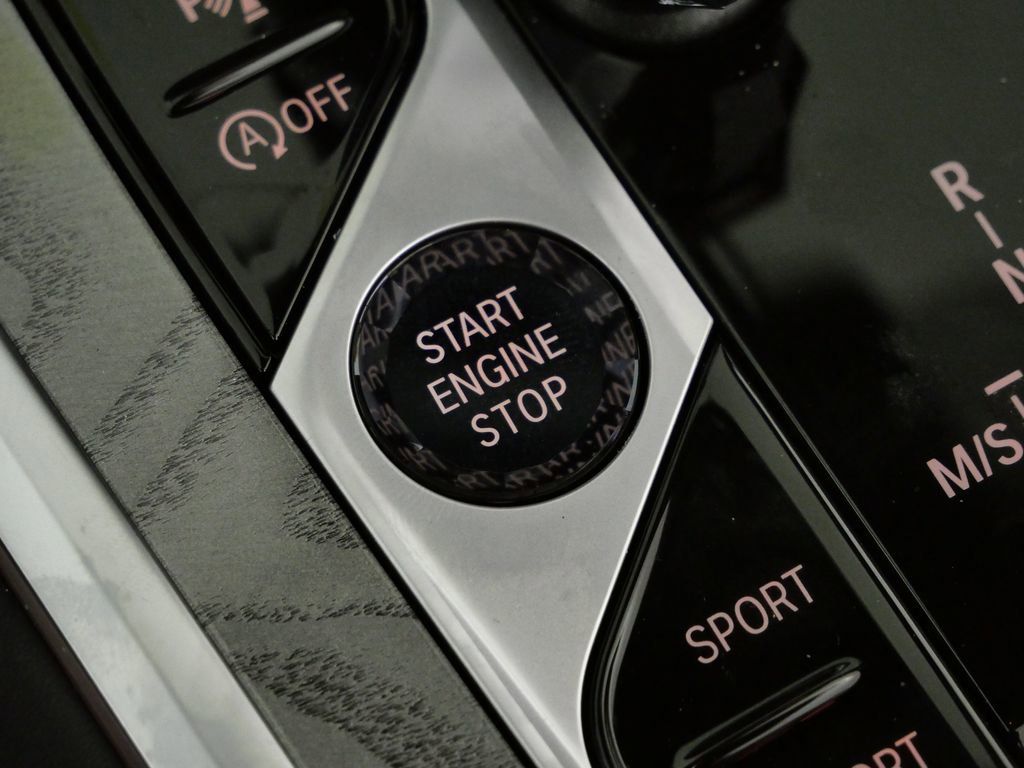 P
A OFF
START
ENGINE
STOP
R
N
M/S
SPORT